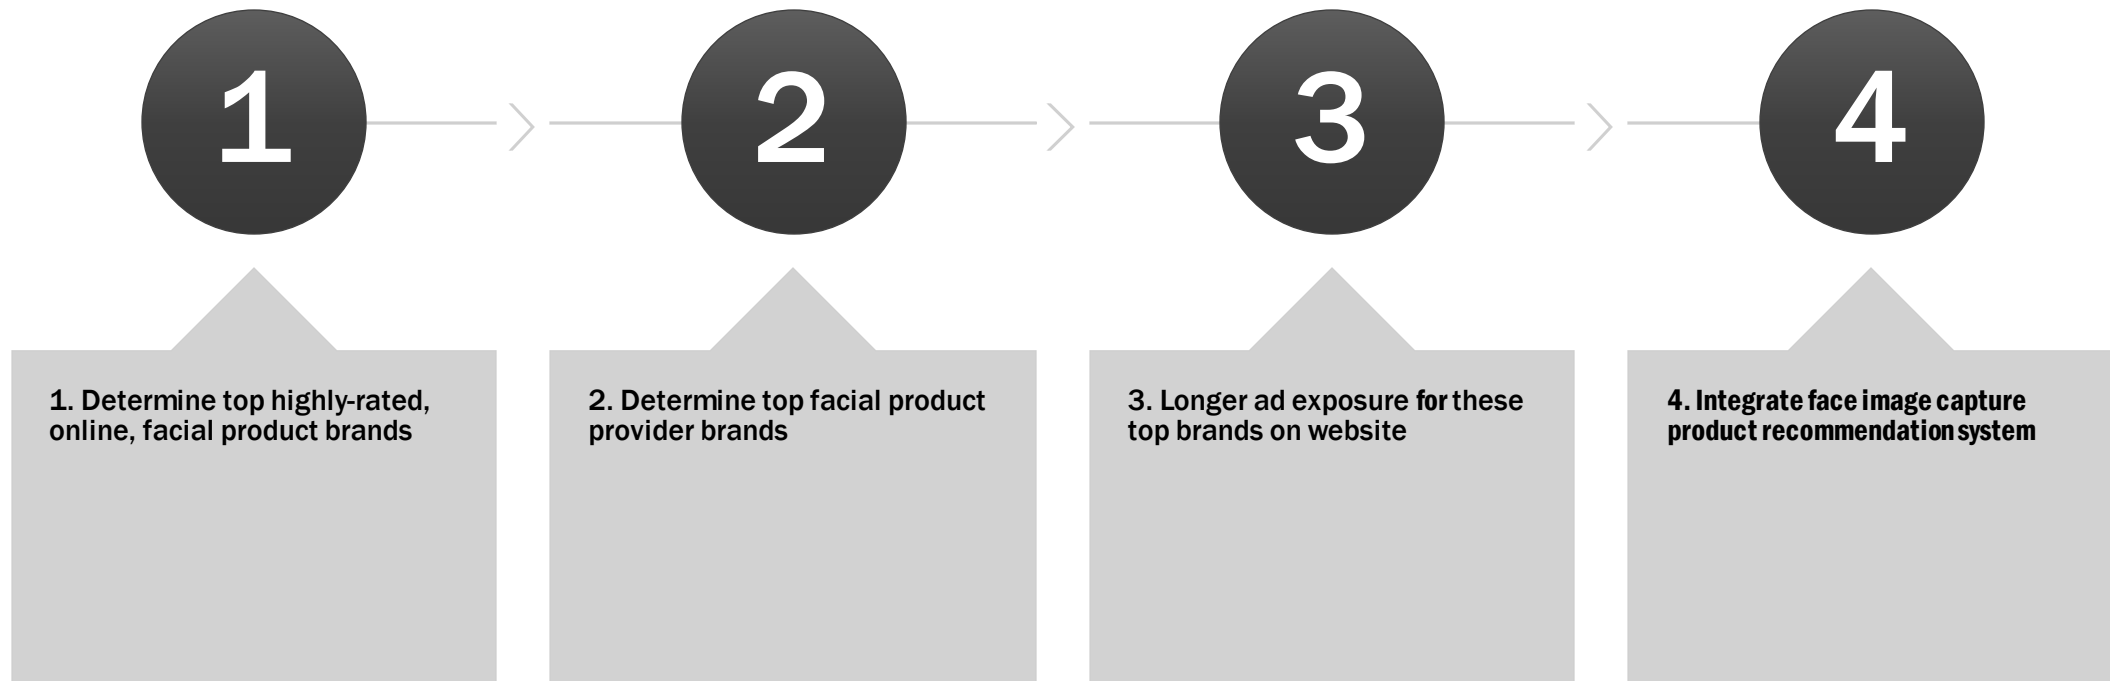 1
2
3
4
1. Determine top highly-rated,
online, facial product brands
2. Determine top facial product
provider brands
3. Longer ad exposure for these
top brands on website
4. Integrate face image capture
product recommendation system